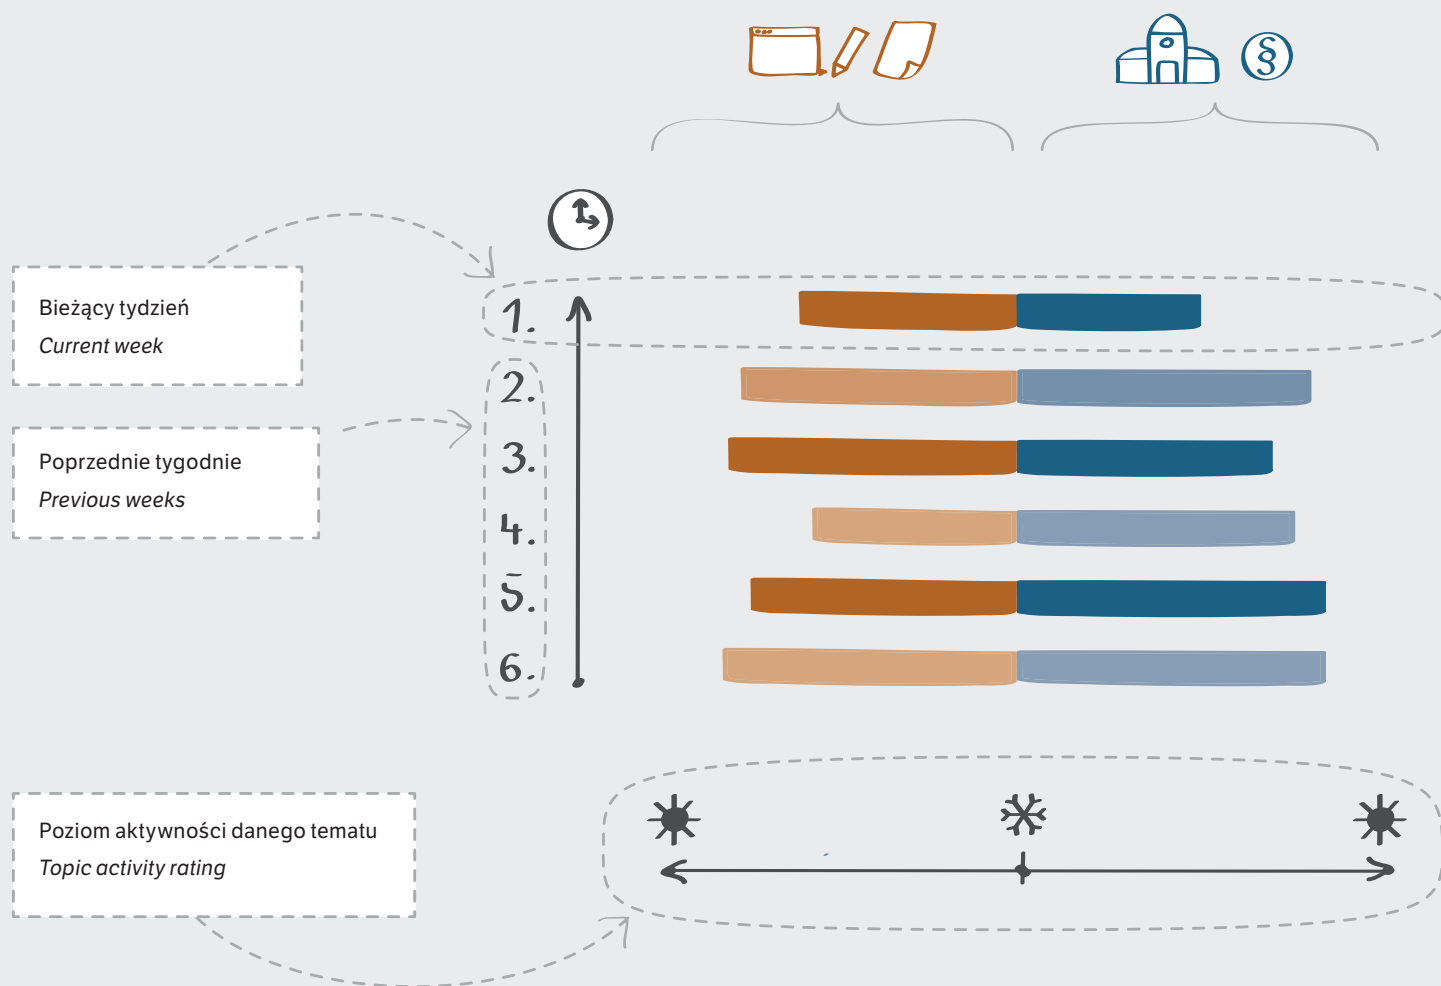 §
Bieżący tydzień
Current week
1.
2.
Poprzednie tygodnie
Previous weeks
3.
4.
5.
6.
Poziom aktywności danego tematu
Topic activity rating